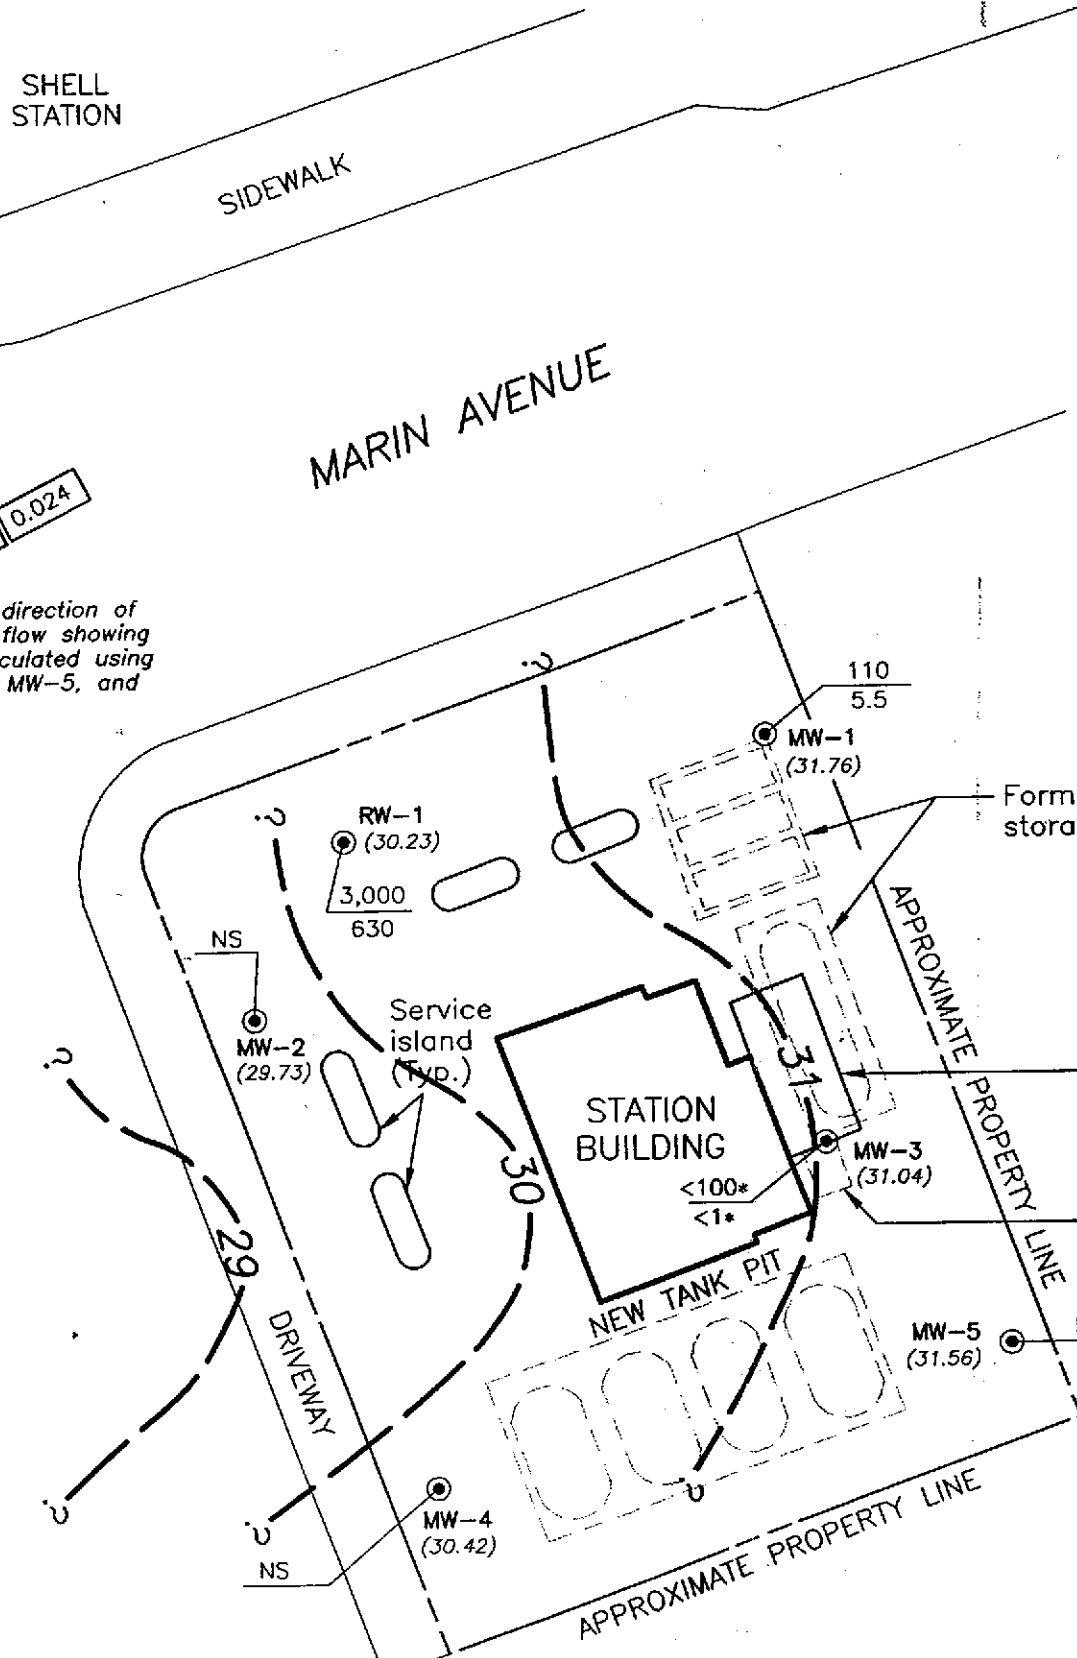 SHELL
STATION
SIDEWALK
MARIN AVENUE
0.024
direction of
flow showing
culated using
MW-5, and
?
110
5.5
MW-1
(31.76)
Form
stora
?
RW-1
(30.23)
3,000
630
NS
APPROXIMATE PROPERTY LINE
MW-2
(29.73)
Service
island
(Typ.)
?
31
STATION
BUILDING
MW-3
(31.04)
<100*
<1*
30
29
NEW TANK PIT
DRIVEWAY
MW-5
(31.56)
?
?
?
MW-4
(30.42)
NS
APPROXIMATE PROPERTY LINE